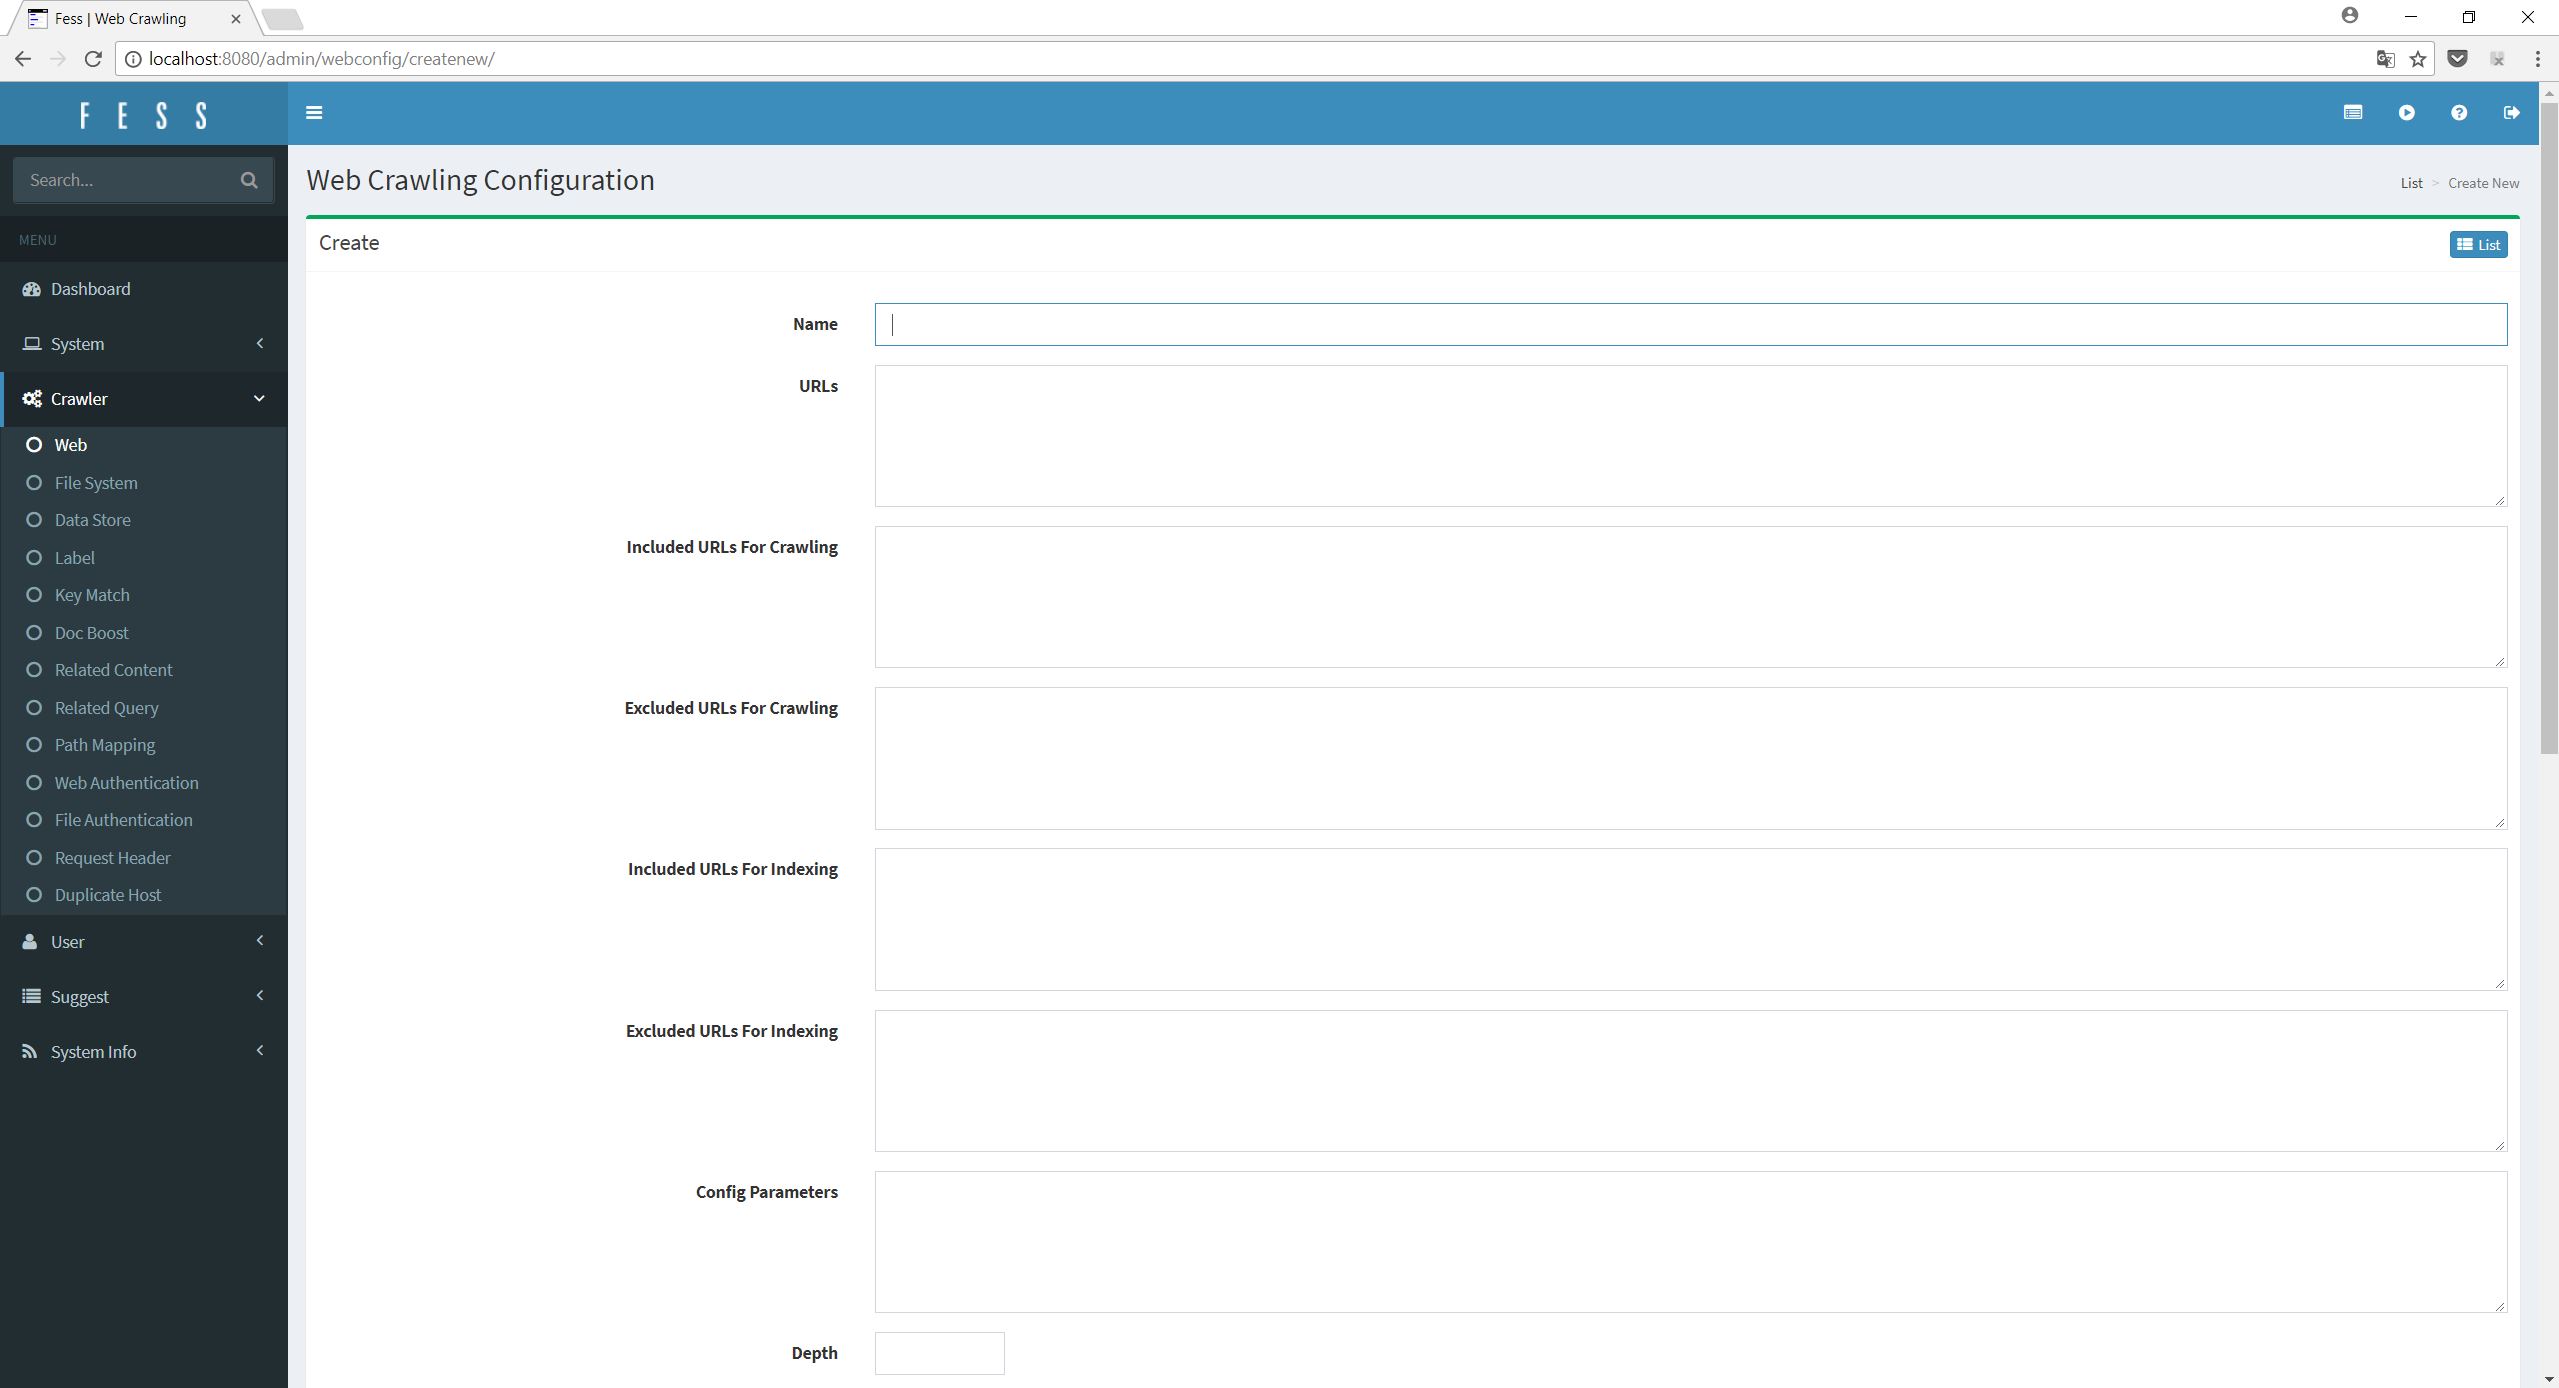 Fess | Web Crawling
localhost:8080/admin/webconfig/createnew/
FESS
Search...
MENU
Dashboard
System
Crawler
Web
File System
Data Store
Label
Key Match
Doc Boost
Related Content
Related Query
Path Mapping
Web Authentication
File Authentication
Request Header
Duplicate Host
User
Suggest
System Info
Web Crawling Configuration
List > Create New
Create
List
Name
URLs
Included URLs For Crawling
Excluded URLs For Crawling
Included URLs For Indexing
Excluded URLs For Indexing
Config Parameters
Depth